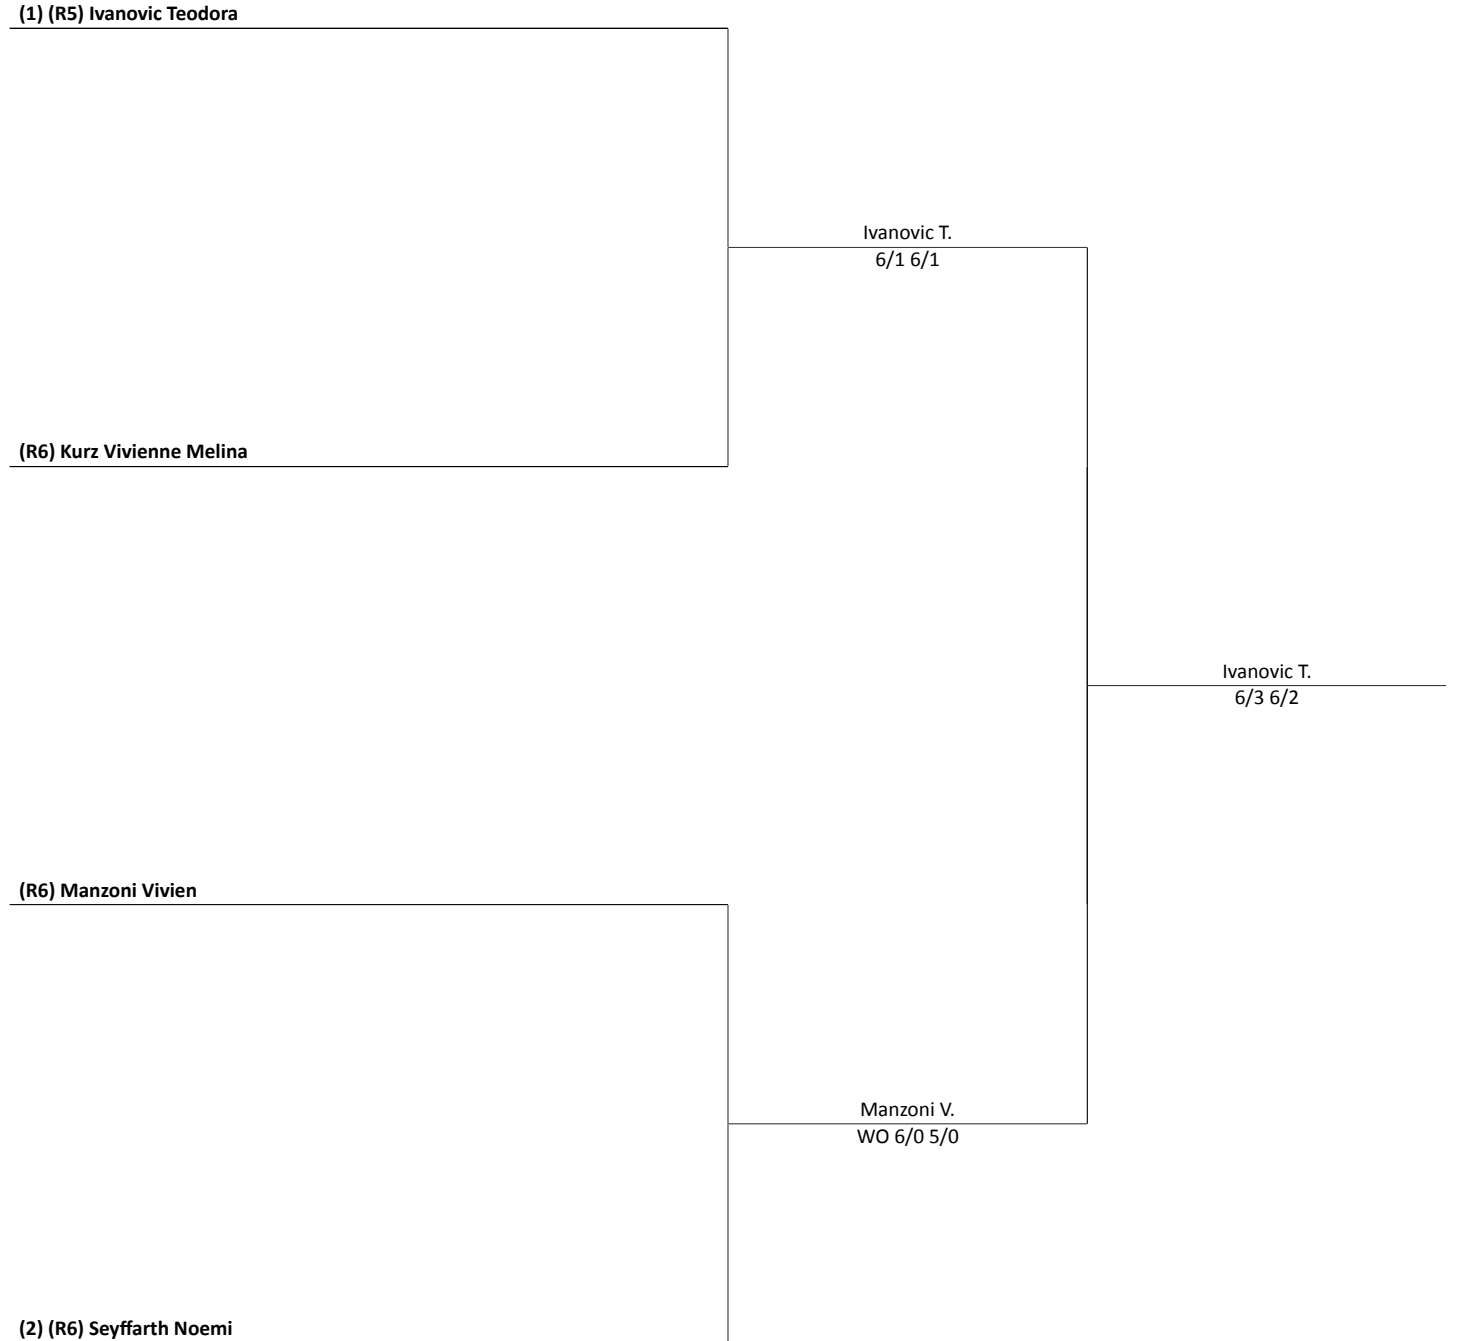 (1) (R5) Ivanovic Teodora
Ivanovic T.
6/1 6/1
(R6) Kurz Vivienne Melina
Ivanovic T.
6/3 6/2
(R6) Manzoni Vivien
Manzoni V.
WO 6/0 5/0
(2) (R6) Seyffarth Noemi